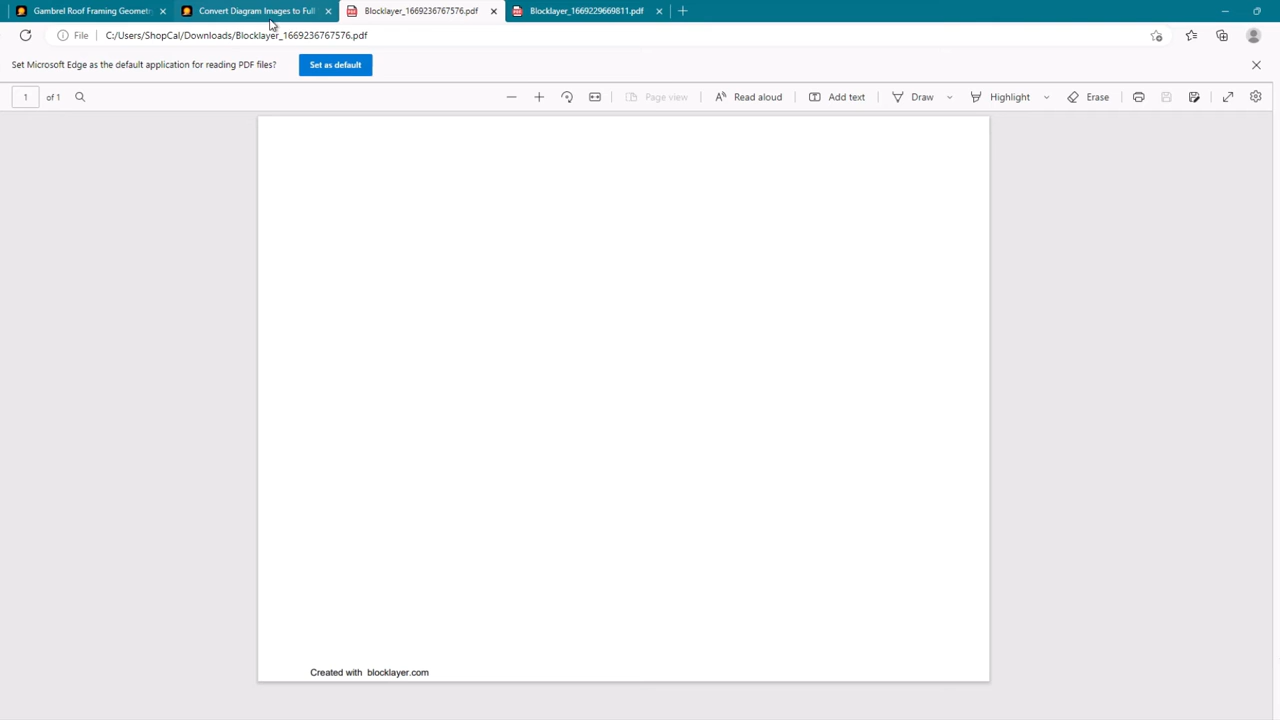 Gambrel Roof Framing Geometr
Convert Diagram Images to Full
Blocklayer_1669236767576.pdf
Blocklayer_1669229669811.pdf
File
C:/Users/ShopCal/Downloads/Blocklayer_1669236767576.pdf
Set Microsoft Edge as the default application for reading PDF files?
Set as default
1 of 1
Page view
Read aloud
Add text
Draw
Highlight
Erase
Created with blocklayer.com